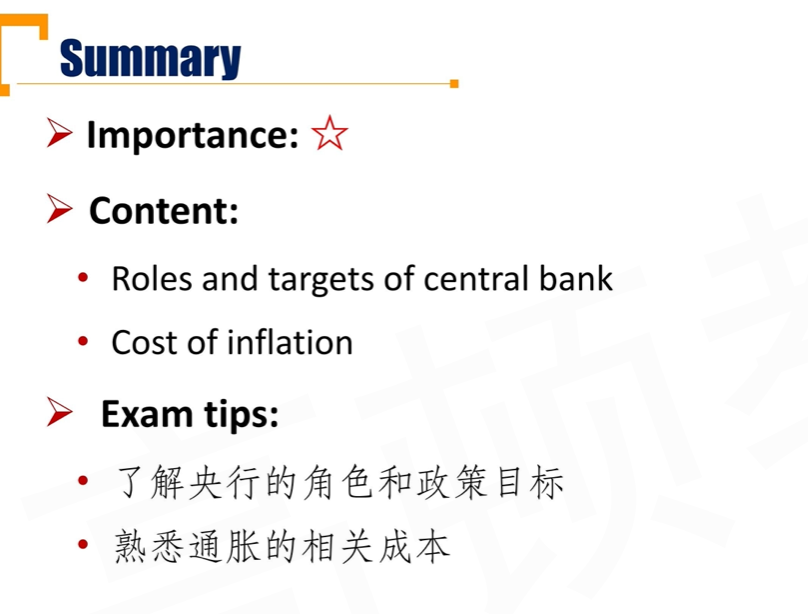 Summary
Importance: ☆
Content:
Roles and targets of central bank
Cost of inflation
Exam tips:
了解央行的角色和政策目标
熟悉通胀的相关成本